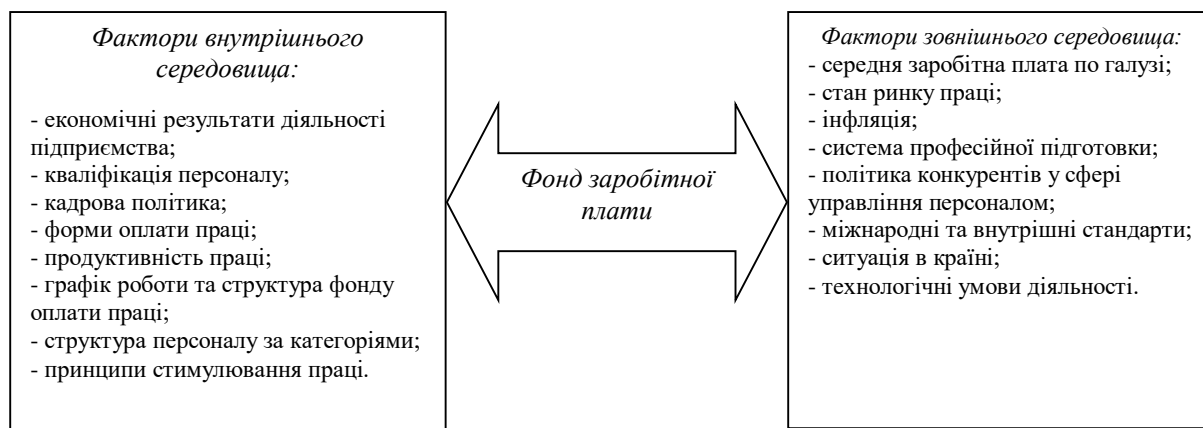 Фактори внутрішнього
середовища:
- економічні результати діяльності
підприємства;
- кваліфікація персоналу;
- кадрова політика;
- форми оплати праці;
- продуктивність праці;
- графік роботи та структура фонду
оплати праці;
- структура персоналу за категоріями;
- принципи стимулювання праці.
Фонд заробітної
плати
Фактори зовнішнього середовища:
- середня заробітна плата по галузі;
- стан ринку праці;
- інфляція;
- система професійної підготовки;
- політика конкурентів у сфері
управління персоналом;
- міжнародні та внутрішні стандарти;
- ситуація в країні;
- технологічні умови діяльності.